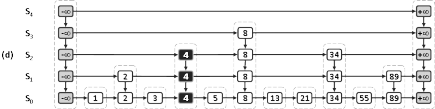 S4 -∞ +∞
S3 -∞ 8 +∞
(d) S2 -∞ 4 8 34 +∞
S1 -∞ 2 4 8 34 89 +∞
S0 -∞ 1 2 3 4 5 8 13 21 34 55 89 +∞